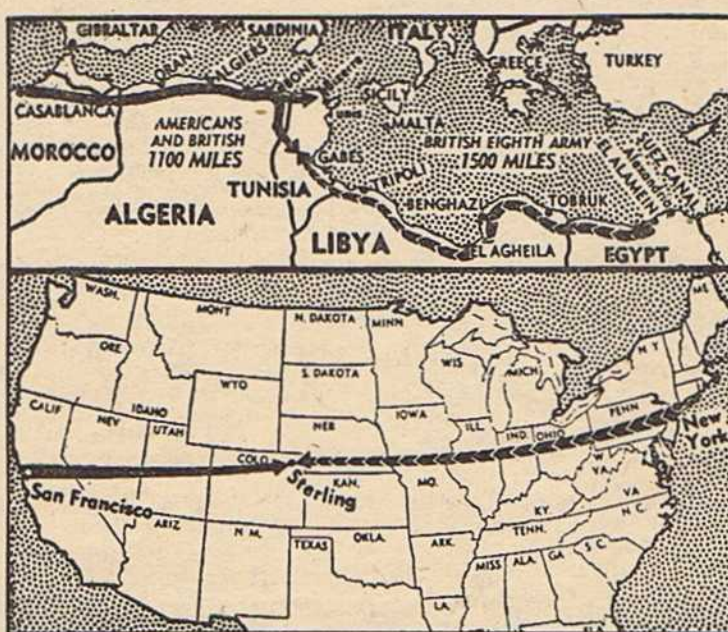 GIBRALTAR
SARDINIA
ITALY
GREECE
TURKEY
ORAN
ALGIERS
BONE
Bizerte
SICILY
MALTA
CASABLANCA
MOROCCO
AMERICANS
AND BRITISH
1100 MILES
BRITISH EIGHTH ARMY
1500 MILES
SUEZ CANAL
Alexandria
EL ALAMEIN
GABES
TUNISIA
TRIPOLI
BENGHAZI
TOBRUK
ALGERIA
LIBYA
EL AGHEILA
EGYPT
WASH.
MONT
N. DAKOTA
MINN
ME
ORE
S. DAKOTA
WIS
MICH
N Y
WYO
CALIF
NEV
IDAHO
UTAH
NEB
IOWA
ILL.
IND.
OHIO
PENN
New
York
COLO
Sterling
KAN.
MO.
W.VA.
VA
San Francisco
KY.
N C.
ARIZ
N M.
TEXAS
OKLA.
ARK.
TENN.
S C.
MISS
ALA.
GA
LA.